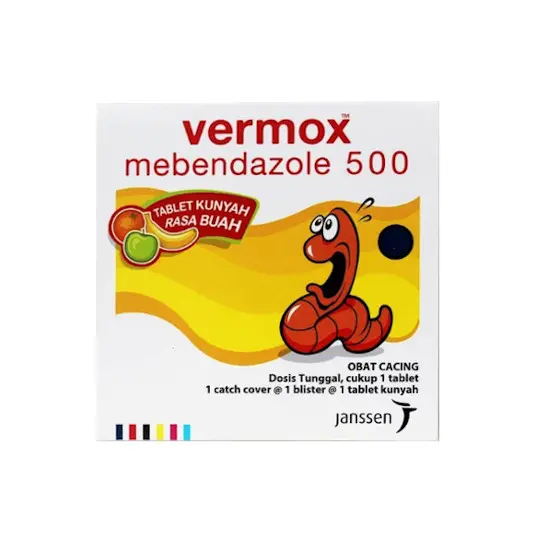 vermox™
mebendazole 500
TABLET KUNYAH
RASA BUAH
OBAT CACING
Dosis Tunggal, cukup 1 tablet
1 catch cover @ 1 blister @ 1 tablet kunyah
janssen